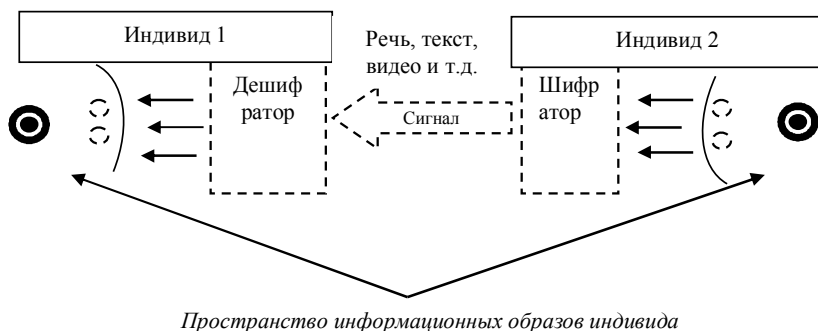 Индивид 1
Речь, текст,
видео и т.д.
Индивид 2
Дешиф
ратор
Сигнал
Шифр
атор
Пространство информационных образов индивида